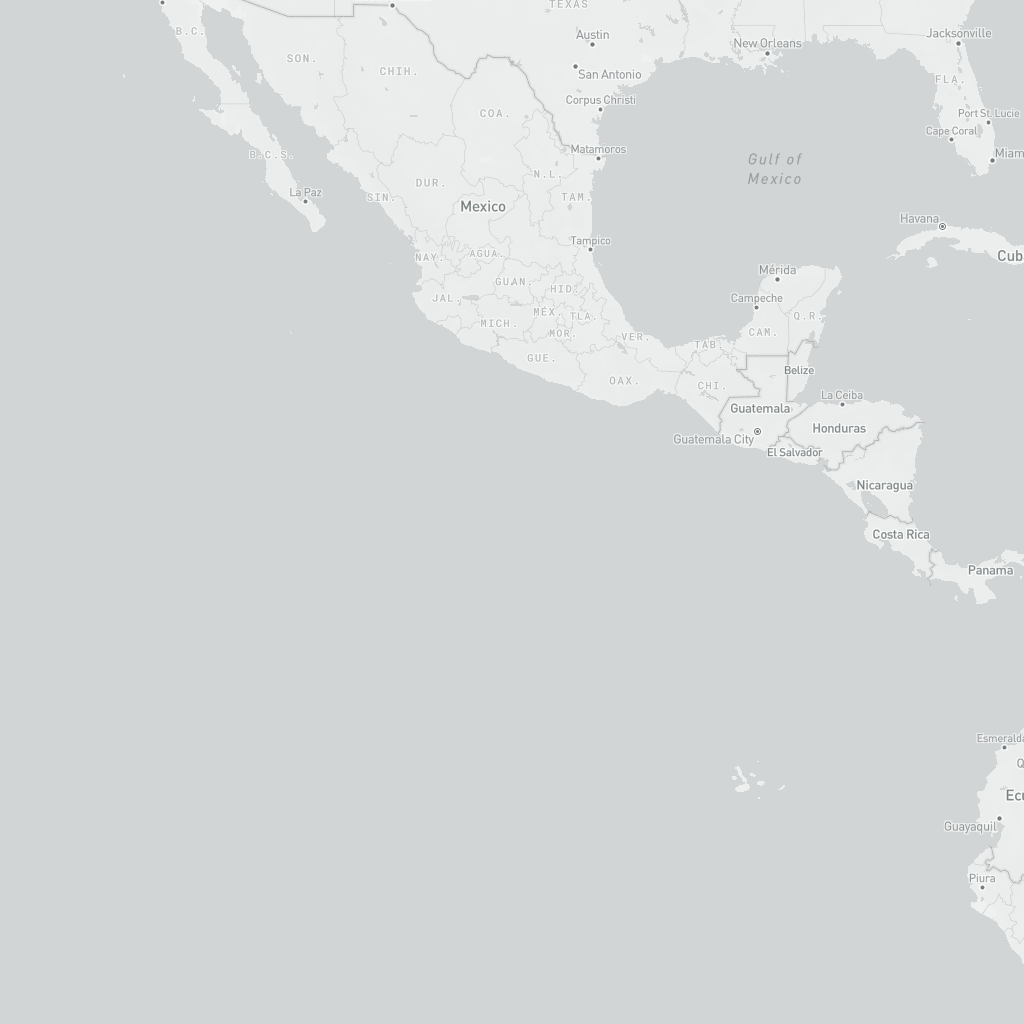 TEXAS
B.C.
Jacksonville
Austin
New Orleans
SON.
CHIH.
San Antonio
FLA.
Corpus Christi
COA.
Port St. Lucie
Cape Coral
Matamoros
Miam
B.C.S.
Gulf of
Mexico
N.L.
DUR.
La Paz
SIN.
TAM.
Mexico
Havana
Tampico
NAY.
AGUA.
Cuba
Mérida
GUAN.
HID.
JAL.
Campeche
MÉX.
TLA.
Q.R.
MICH.
MOR.
VER.
CAM.
TAB.
GUE.
Belize
OAX.
CHI.
La Ceiba
Guatemala
Honduras
Guatemala City
El Salvador
Nicaragua
Costa Rica
Panama
Esmeralda
Q
Ecu
Guayaquil
Piura